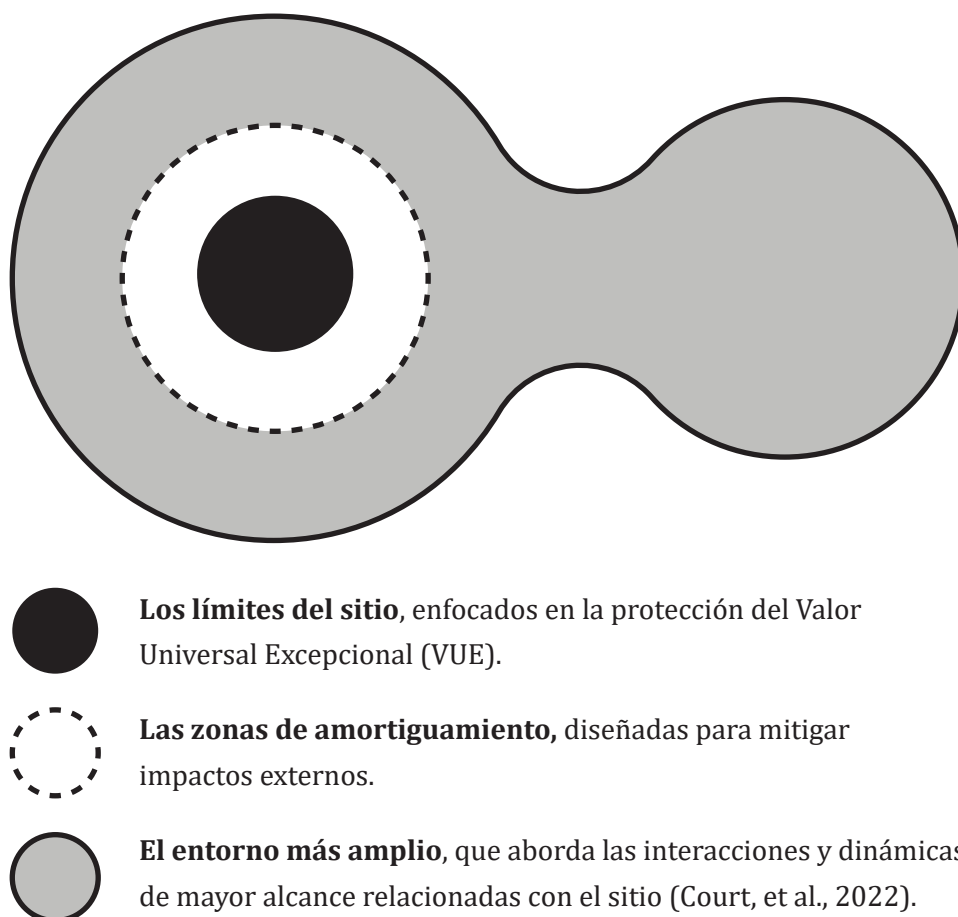 Los límites del sitio, enfocados en la protección del Valor
Universal Excepcional (VUE).
Las zonas de amortiguamiento, diseñadas para mitigar
impactos externos.
El entorno más amplio, que aborda las interacciones y dinámicas
de mayor alcance relacionadas con el sitio (Court, et al., 2022).